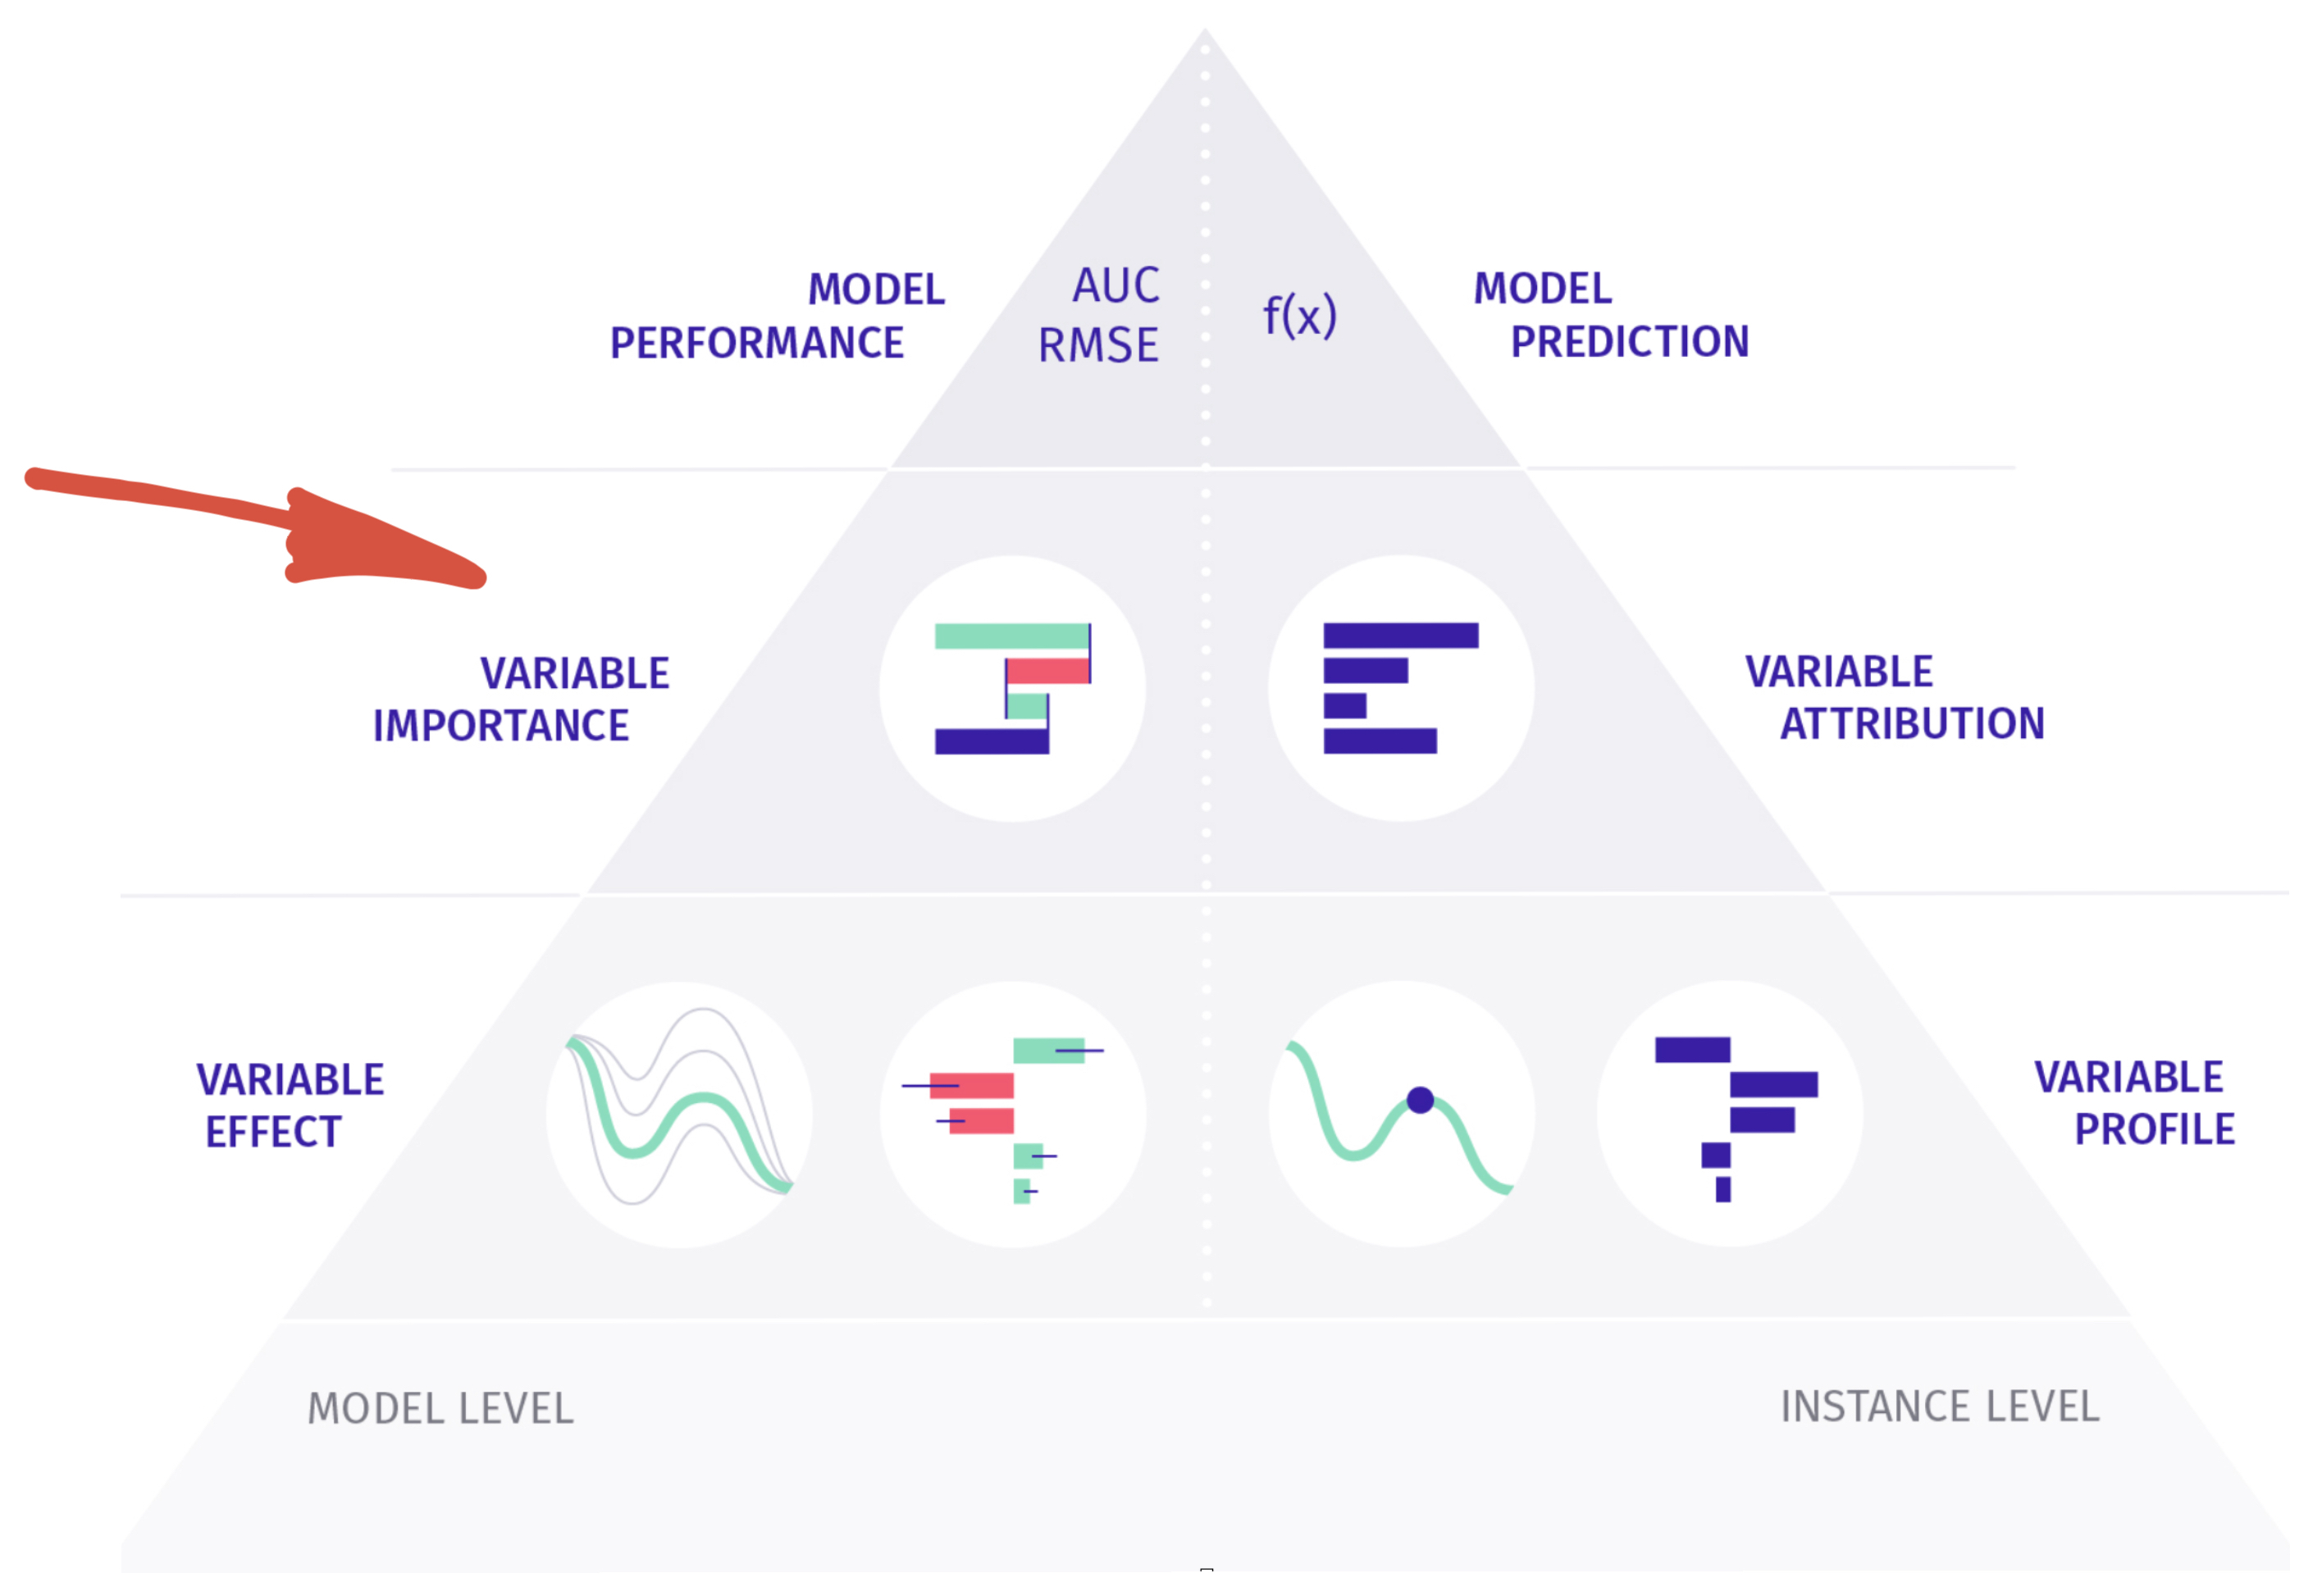 MODEL
PERFORMANCE
AUC
RMSE
f(x)
MODEL
PREDICTION
VARIABLE
IMPORTANCE
VARIABLE
ATTRIBUTION
VARIABLE
EFFECT
VARIABLE
PROFILE
MODEL LEVEL
INSTANCE LEVEL